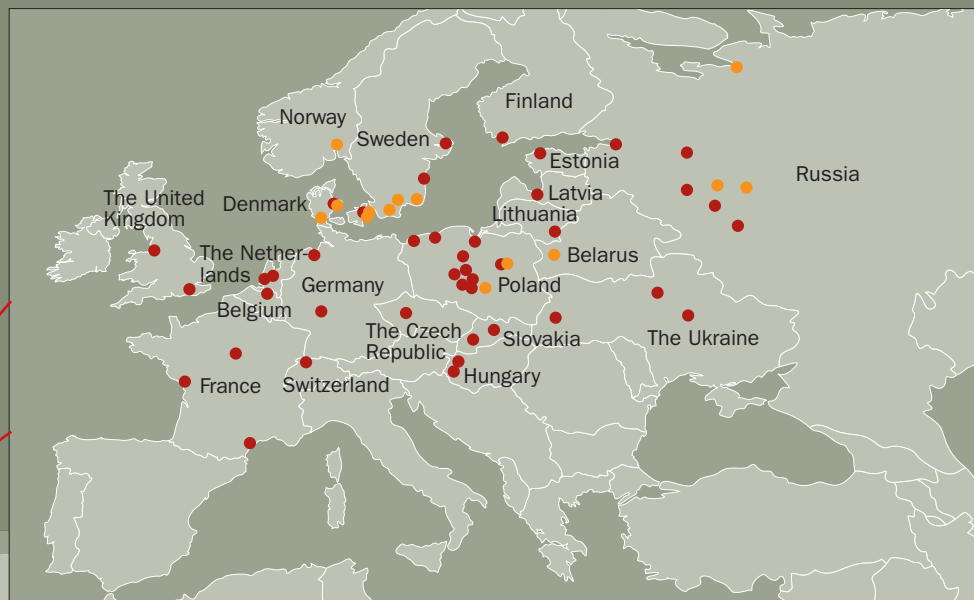 Finland
Norway
Sweden
Estonia
Russia
The United
Kingdom
Denmark
Latvia
Lithuania
The Nether-
lands
Belarus
Germany
Poland
Belgium
The Czech
Republic
Slovakia
The Ukraine
France
Switzerland
Hungary